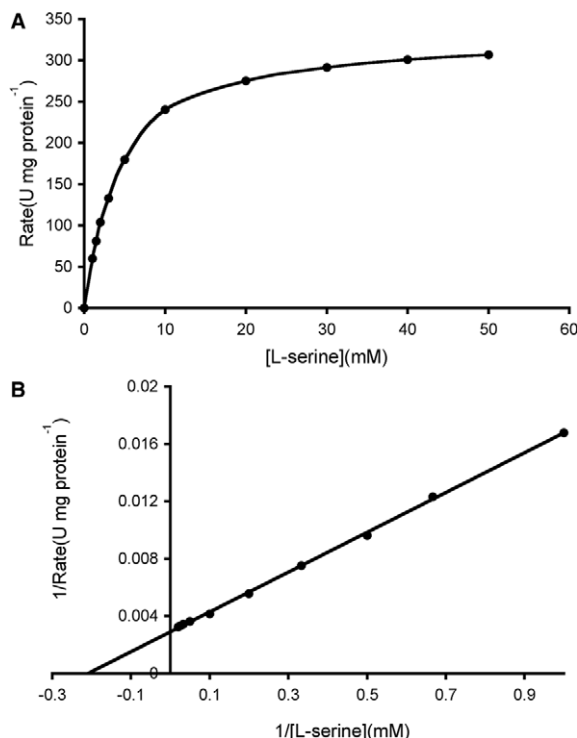 A
350
300
250
200
150
100
50
0
Rate(U mg protein⁻¹)
0 10 20 30 40 50 60
[L-serine](mM)
B
0.02
0.016
0.012
0.008
0.004
0
1/Rate(U mg protein⁻¹)
-0.3 -0.1 0.1 0.3 0.5 0.7 0.9
1/[L-serine](mM)